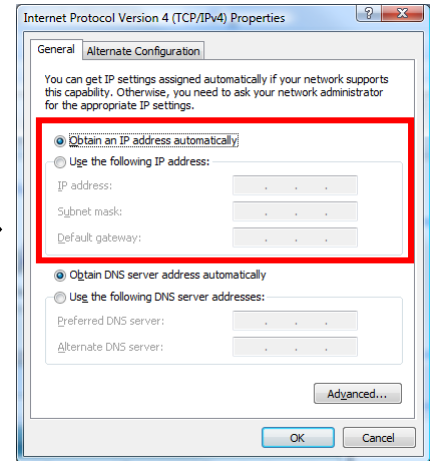 Internet Protocol Version 4 (TCP/IPv4) Properties
General Alternate Configuration
You can get IP settings assigned automatically if your network supports
this capability. Otherwise, you need to ask your network administrator
for the appropriate IP settings.
Obtain an IP address automatically
Use the following IP address:
IP address:
Subnet mask:
Default gateway:
Obtain DNS server address automatically
Use the following DNS server addresses:
Preferred DNS server:
Alternate DNS server:
Advanced...
OK Cancel